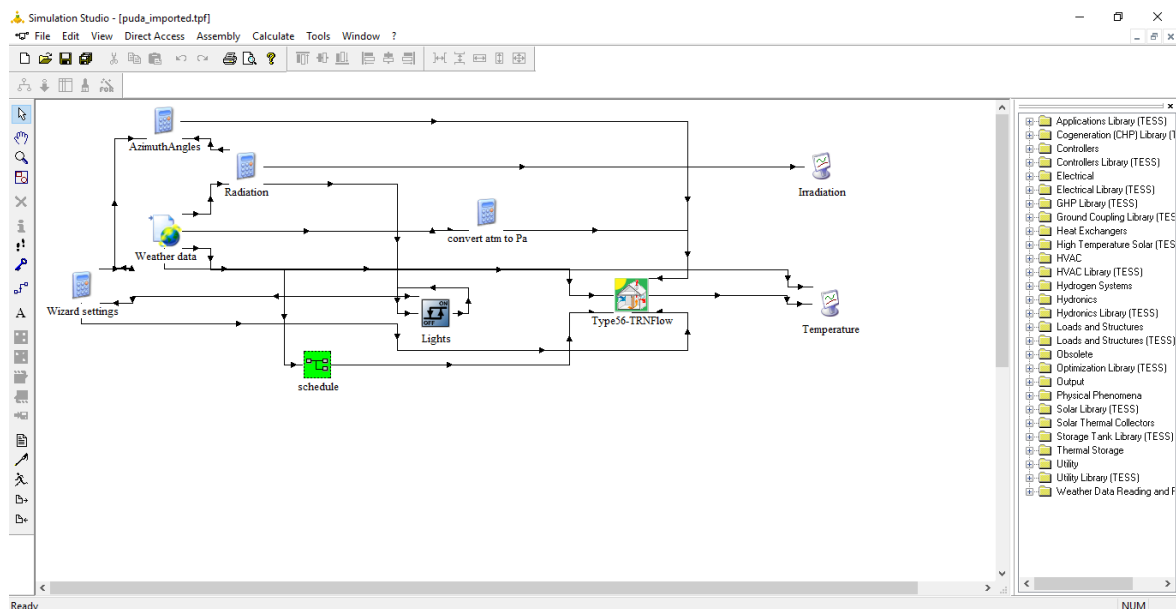 Simulation Studio - [puda_imported.tpf]
File Edit View Direct Access Assembly Calculate Tools Window ?
AzimuthAngles
Radiation
Irradiation
convert atm to Pa
Weather data
Wizard settings
ON
OFF
Lights
Type56-TRNFlow
Temperature
schedule
A
FOR
Applications Library (TESS)
Cogeneration (CHP) Library (T
Controllers
Controllers Library (TESS)
Electrical
Electrical Library (TESS)
GHP Library (TESS)
Ground Coupling Library (TES
Heat Exchangers
High Temperature Solar (TES
HVAC
HVAC Library (TESS)
Hydrogen Systems
Hydronics
Hydronics Library (TESS)
Loads and Structures
Loads and Structures (TESS)
Obsolete
Optimization Library (TESS)
Output
Physical Phenomena
Solar Library (TESS)
Solar Thermal Collectors
Storage Tank Library (TESS)
Thermal Storage
Utility
Utility Library (TESS)
Weather Data Reading and F
Ready
NUM